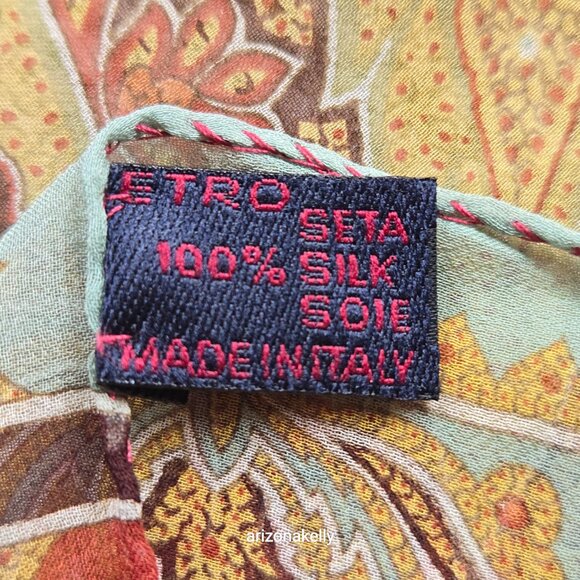 ETRO
SETA
100% SILK
SOIE
MADE IN ITALY
arizonakelly